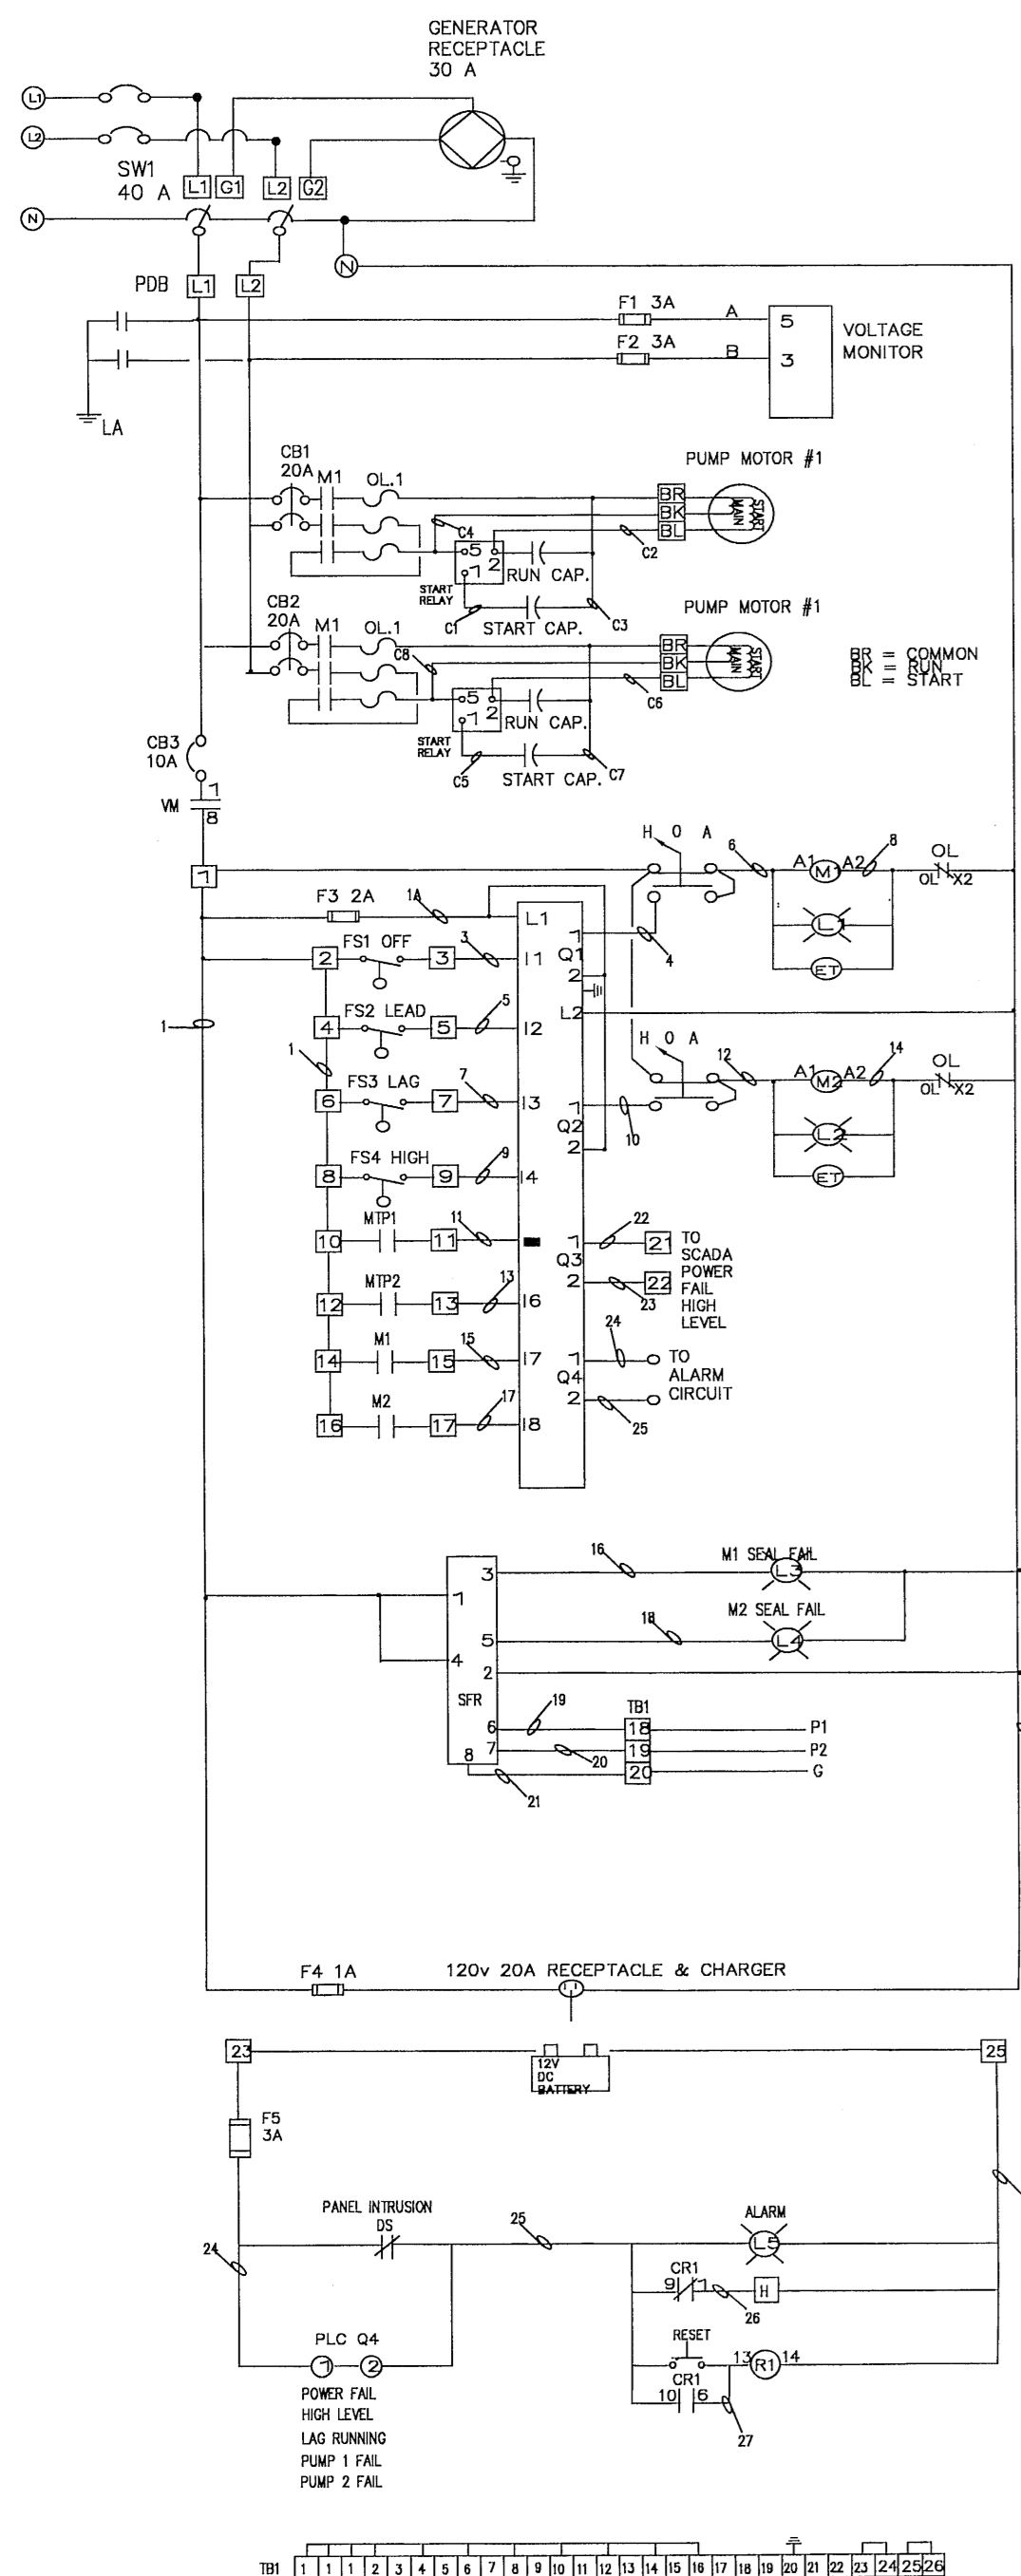 GENERATOR
RECEPTACLE
30 A
L1
L2
SW1
40 A
L1 G1 L2 G2
N
N
PDB L1 L2
F1 3A A 5
F2 3A B 3
VOLTAGE
MONITOR
LA
CB1
20A M1 OL.1
PUMP MOTOR #1
BR
BK
BL
MAIN START
C4
C2
5 2
1
RUN CAP.
START
RELAY
C1 START CAP. C3
CB2
20A M1 OL.1
PUMP MOTOR #1
BR
BK
BL
MAIN START
C8
C6
5 2
1
RUN CAP.
START
RELAY
C5 START CAP. C7
BR = COMMON
BK = RUN
BL = START
CB3
10A
VM 7
8
1
H O A 6 A1 M1 A2 8 OL
OL X2
L1
ET
F3 2A 1A L1
2 FS1 OFF 3 3 I1
1 Q1
2
4
L2
4 FS2 LEAD 5 5 I2
1
1
H O A 12 A1 M2 A2 14 OL
OL X2
L2
ET
6 FS3 LAG 7 7 I3
1 Q2
2
10
8 FS4 HIGH 9 9 I4
10 MTP1 11 11
1 Q3
2
22 21
23 22
TO
SCADA
POWER
FAIL
HIGH
LEVEL
12 MTP2 13 13 I6
14 M1 15 15 I7
1 Q4
2
24
25
TO
ALARM
CIRCUIT
16 M2 17 17 I8
3 16 M1 SEAL FAIL
L3
1
5 18 M2 SEAL FAIL
L4
4
2
SFR
TB1
6 19 18 P1
7 20 19 P2
8 21 20 G
F4 1A 120v 20A RECEPTACLE & CHARGER
23 25
12V
DC
BATTERY
F5
3A
PANEL INTRUSION
DS
24
25
ALARM
L5
CR1
9 7 H
26
RESET
13 R1 14
CR1
10 6
27
PLC Q4
1 2
POWER FAIL
HIGH LEVEL
LAG RUNNING
PUMP 1 FAIL
PUMP 2 FAIL
TB1 1 1 1 2 3 4 5 6 7 8 9 10 11 12 13 14 15 16 17 18 19 20 21 22 23 24 25 26